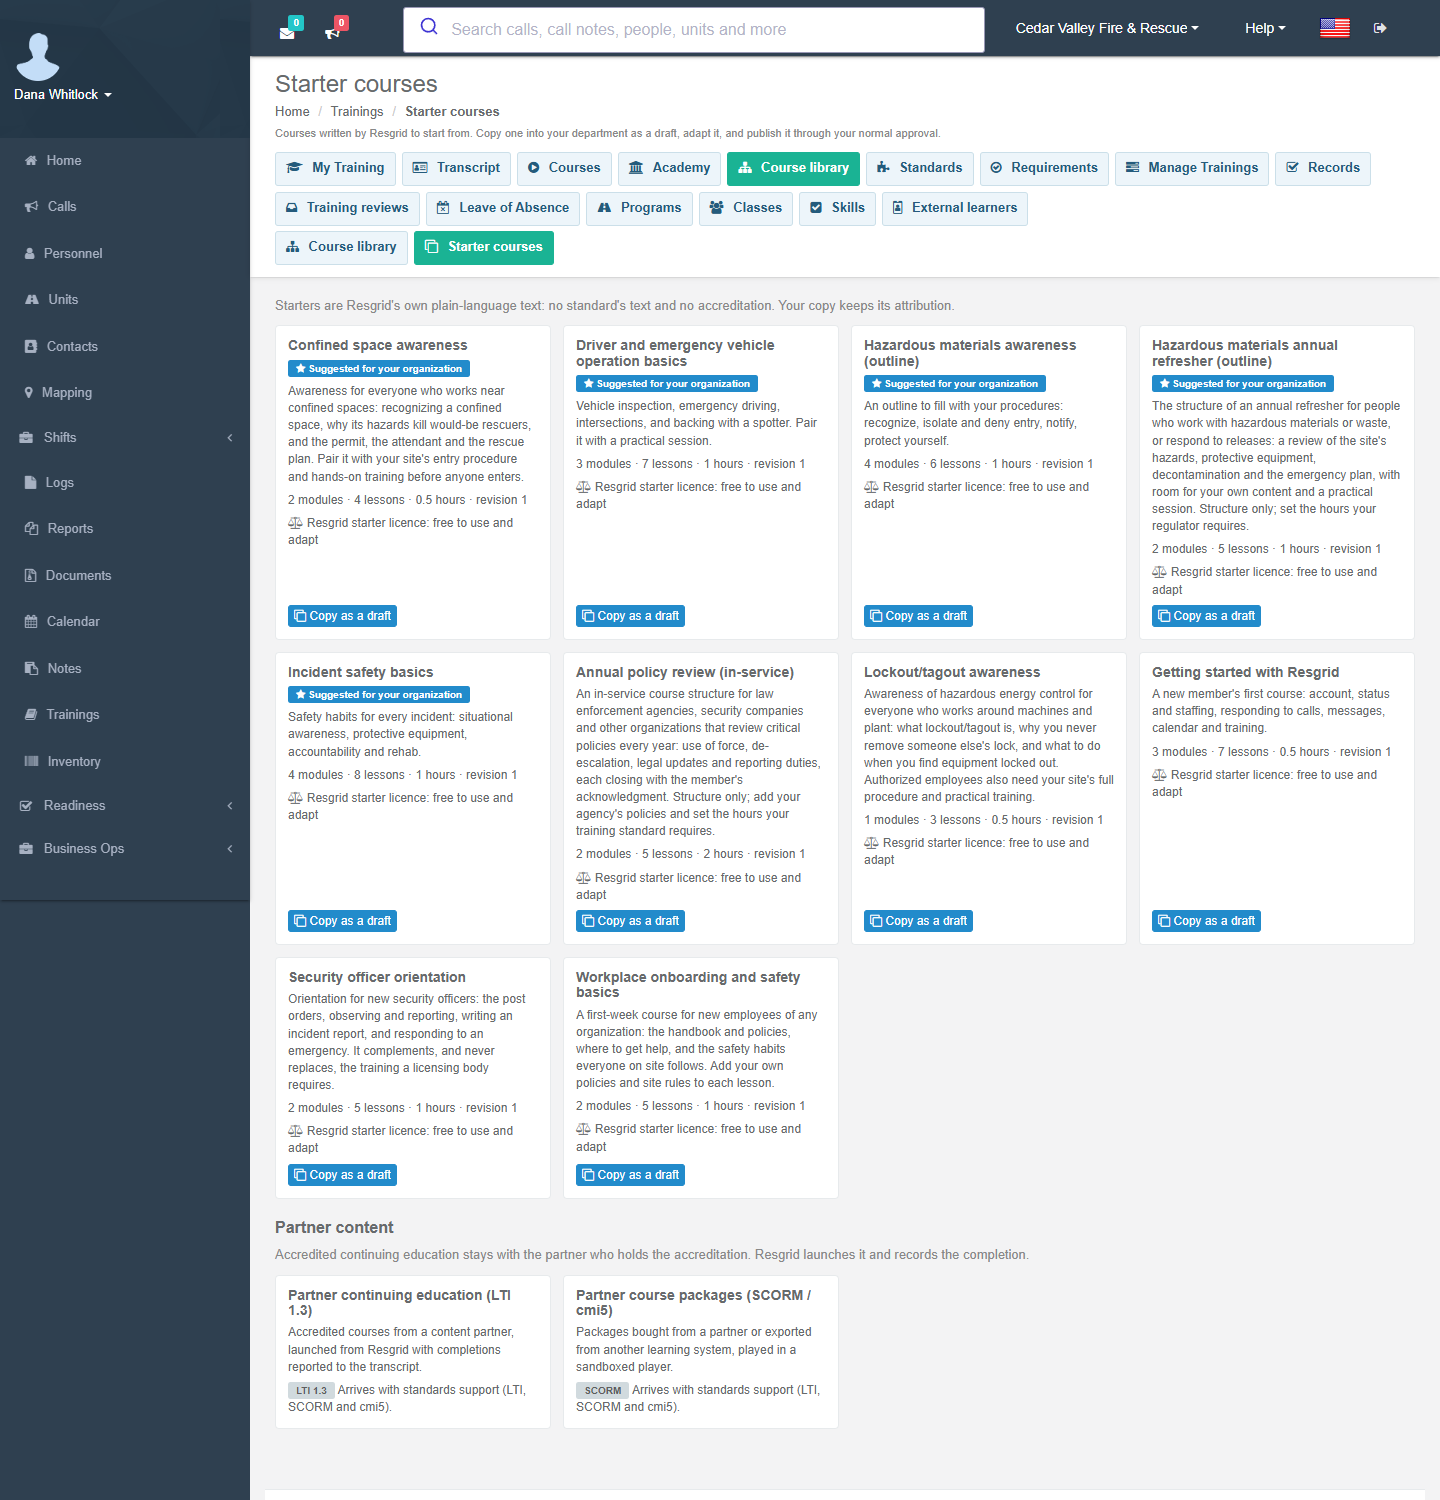 0
0
Search calls, call notes, people, units and more
Cedar Valley Fire & Rescue
Help
Dana Whitlock
Home
Calls
Personnel
Units
Contacts
Mapping
Shifts
Logs
Reports
Documents
Calendar
Notes
Trainings
Inventory
Readiness
Business Ops
Starter courses
Home / Trainings / Starter courses
Courses written by Resgrid to start from. Copy one into your department as a draft, adapt it, and publish it through your normal approval.
My Training
Transcript
Courses
Academy
Course library
Standards
Requirements
Manage Trainings
Records
Training reviews
Leave of Absence
Programs
Classes
Skills
External learners
Course library
Starter courses
Starters are Resgrid's own plain-language text: no standard's text and no accreditation. Your copy keeps its attribution.
Confined space awareness
Suggested for your organization
Awareness for everyone who works near
confined spaces: recognizing a confined
space, why its hazards kill would-be rescuers,
and the permit, the attendant and the rescue
plan. Pair it with your site's entry procedure
and hands-on training before anyone enters.
2 modules · 4 lessons · 0.5 hours · revision 1
Resgrid starter licence: free to use and
adapt
Copy as a draft
Driver and emergency vehicle
operation basics
Suggested for your organization
Vehicle inspection, emergency driving,
intersections, and backing with a spotter. Pair
it with a practical session.
3 modules · 7 lessons · 1 hours · revision 1
Resgrid starter licence: free to use and
adapt
Copy as a draft
Hazardous materials awareness
(outline)
Suggested for your organization
An outline to fill with your procedures:
recognize, isolate and deny entry, notify,
protect yourself.
4 modules · 6 lessons · 1 hours · revision 1
Resgrid starter licence: free to use and
adapt
Copy as a draft
Hazardous materials annual
refresher (outline)
Suggested for your organization
The structure of an annual refresher for people
who work with hazardous materials or waste,
or respond to releases: a review of the site's
hazards, protective equipment,
decontamination and the emergency plan, with
room for your own content and a practical
session. Structure only; set the hours your
regulator requires.
2 modules · 5 lessons · 1 hours · revision 1
Resgrid starter licence: free to use and
adapt
Copy as a draft
Incident safety basics
Suggested for your organization
Safety habits for every incident: situational
awareness, protective equipment,
accountability and rehab.
4 modules · 8 lessons · 1 hours · revision 1
Resgrid starter licence: free to use and
adapt
Copy as a draft
Annual policy review (in-service)
An in-service course structure for law
enforcement agencies, security companies
and other organizations that review critical
policies every year: use of force, de-
escalation, legal updates and reporting duties,
each closing with the member's
acknowledgment. Structure only; add your
agency's policies and set the hours your
training standard requires.
2 modules · 5 lessons · 2 hours · revision 1
Resgrid starter licence: free to use and
adapt
Copy as a draft
Lockout/tagout awareness
Awareness of hazardous energy control for
everyone who works around machines and
plant: what lockout/tagout is, why you never
remove someone else's lock, and what to do
when you find equipment locked out.
Authorized employees also need your site's full
procedure and practical training.
1 modules · 3 lessons · 0.5 hours · revision 1
Resgrid starter licence: free to use and
adapt
Copy as a draft
Getting started with Resgrid
A new member's first course: account, status
and staffing, responding to calls, messages,
calendar and training.
3 modules · 7 lessons · 0.5 hours · revision 1
Resgrid starter licence: free to use and
adapt
Copy as a draft
Security officer orientation
Orientation for new security officers: the post
orders, observing and reporting, writing an
incident report, and responding to an
emergency. It complements, and never
replaces, the training a licensing body
requires.
2 modules · 5 lessons · 1 hours · revision 1
Resgrid starter licence: free to use and
adapt
Copy as a draft
Workplace onboarding and safety
basics
A first-week course for new employees of any
organization: the handbook and policies,
where to get help, and the safety habits
everyone on site follows. Add your own
policies and site rules to each lesson.
2 modules · 5 lessons · 1 hours · revision 1
Resgrid starter licence: free to use and
adapt
Copy as a draft
Partner content
Accredited continuing education stays with the partner who holds the accreditation. Resgrid launches it and records the completion.
Partner continuing education (LTI
1.3)
Accredited courses from a content partner,
launched from Resgrid with completions
reported to the transcript.
LTI 1.3 Arrives with standards support (LTI,
SCORM and cmi5).
Partner course packages (SCORM /
cmi5)
Packages bought from a partner or exported
from another learning system, played in a
sandboxed player.
SCORM Arrives with standards support (LTI,
SCORM and cmi5).